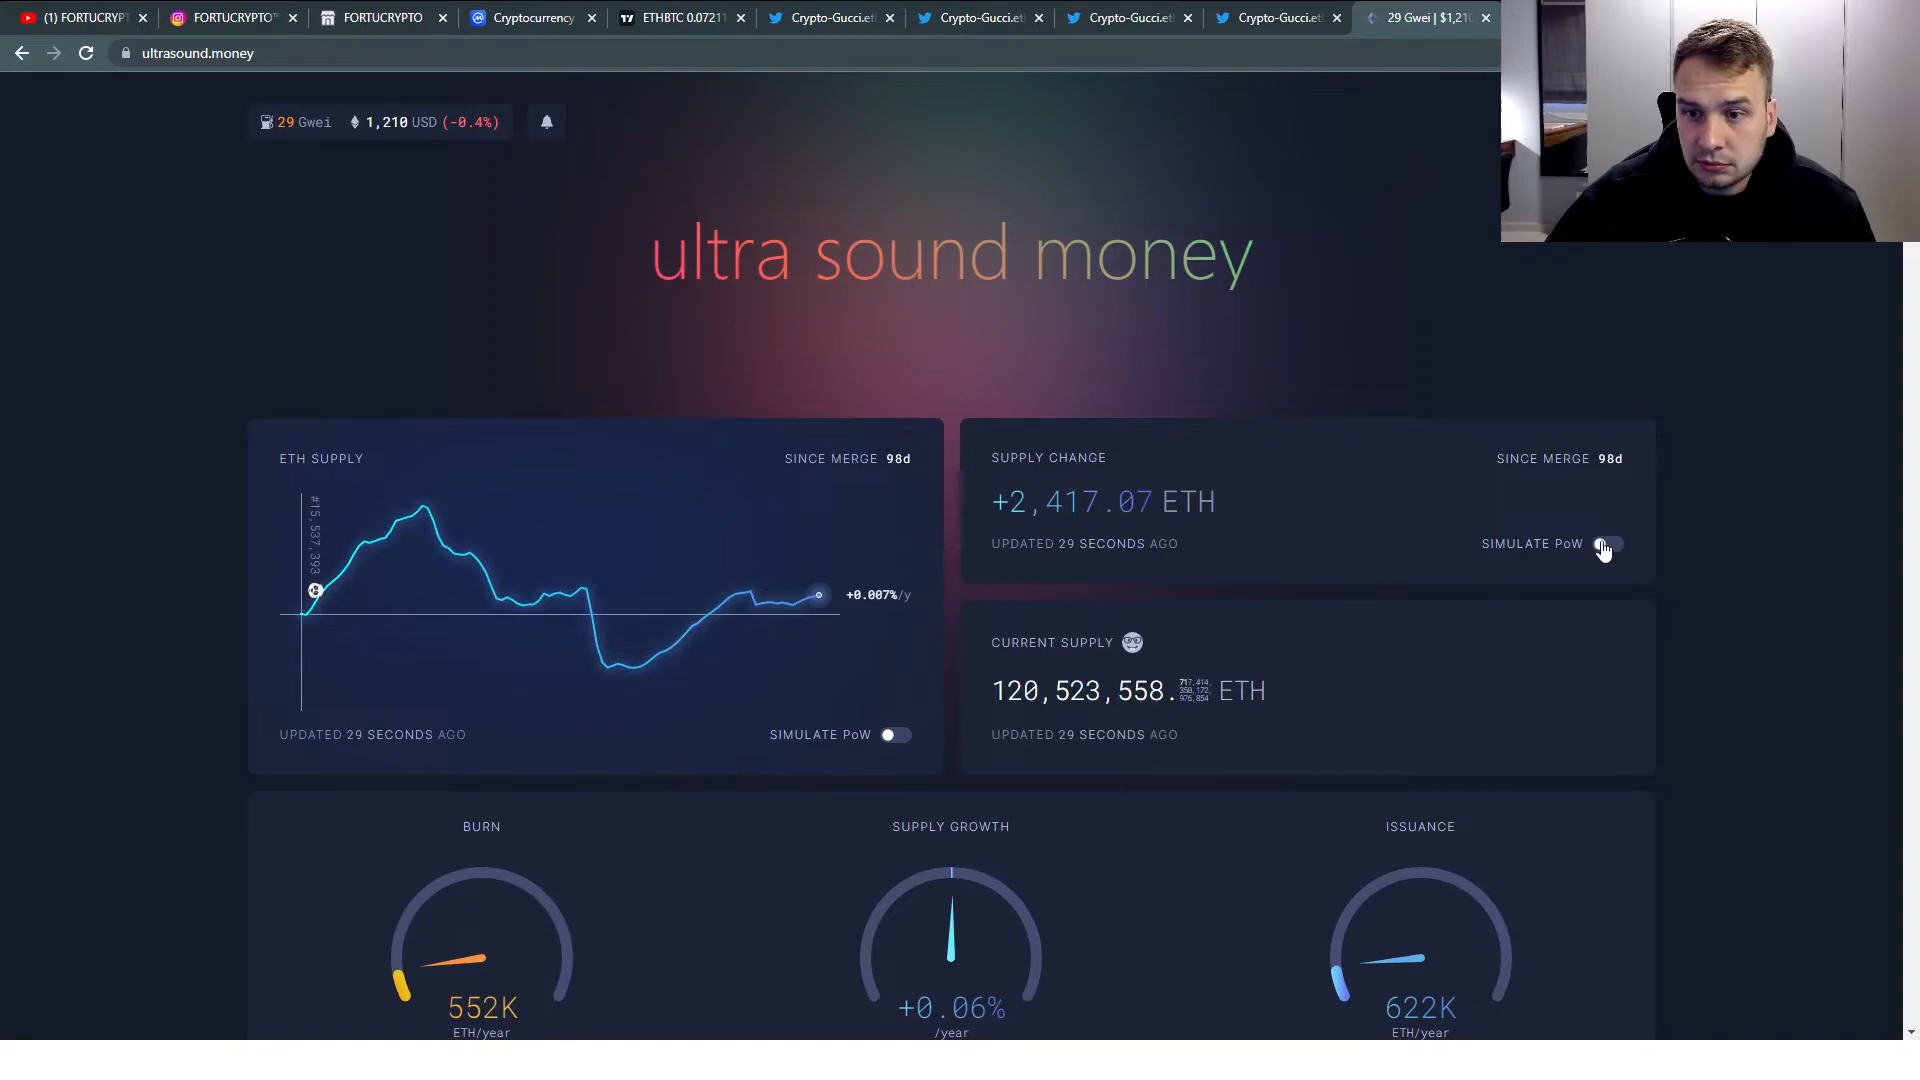 (1) FORTUCRYPT
FORTUCRYPTO
FORTUCRYPTO
Cryptocurrency
ETHBTC 0.0721
Crypto-Gucci.et
Crypto-Gucci.et
Crypto-Gucci.et
Crypto-Gucci.et
29 Gwei | $1,21
ultrasound.money
29 Gwei 1,210 USD (-0.4%)
ultra sound money
ETH SUPPLY SINCE MERGE 98d
#15,537,393
+0.007%/y
UPDATED 29 SECONDS AGO SIMULATE PoW
SUPPLY CHANGE SINCE MERGE 98d
+2,417.07 ETH
UPDATED 29 SECONDS AGO SIMULATE PoW
CURRENT SUPPLY
120,523,558. ETH
UPDATED 29 SECONDS AGO
BURN
552K
ETH/year
SUPPLY GROWTH
+0.06%
/year
ISSUANCE
622K
ETH/year